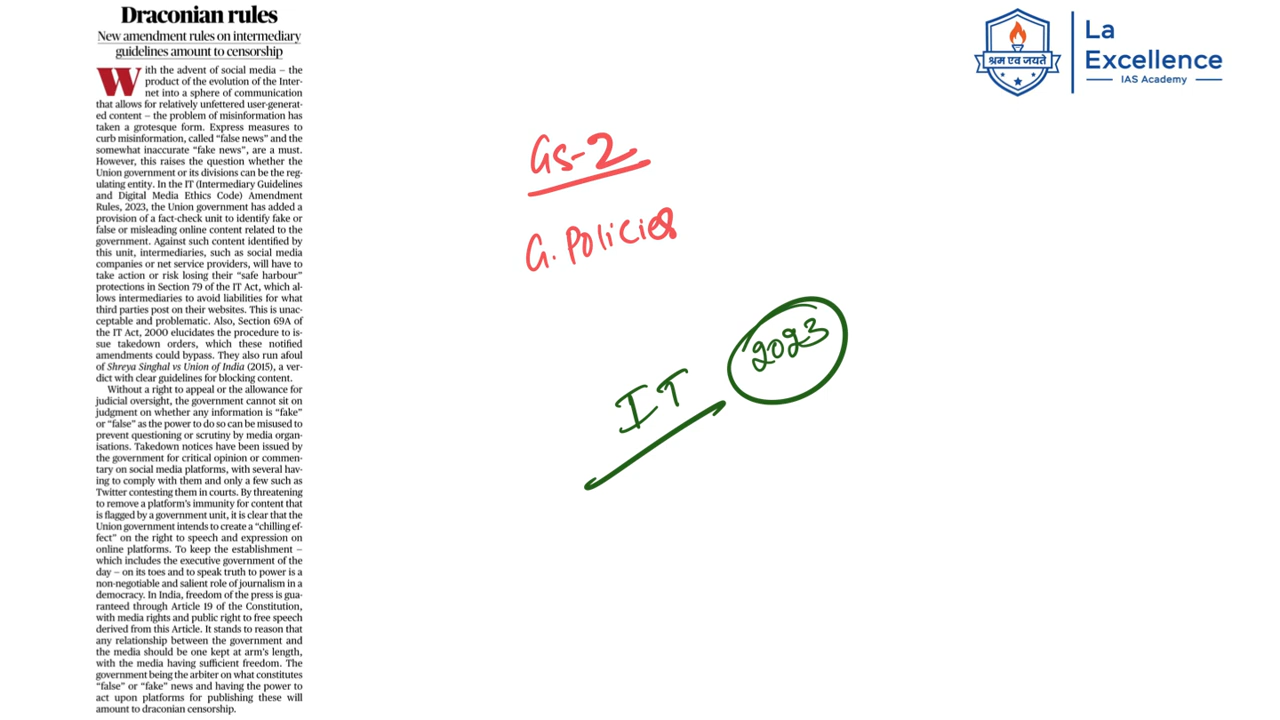 Draconian rules
New amendment rules on intermediary
guidelines amount to censorship
With the advent of social media – the
product of the evolution of the Inter-
net into a sphere of communication
that allows for relatively unfettered user-generat-
ed content – the problem of misinformation has
taken a grotesque form. Express measures to
curb misinformation, called “false news” and the
somewhat inaccurate “fake news”, are a must.
However, this raises the question whether the
Union government or its divisions can be the reg-
ulating entity. In the IT (Intermediary Guidelines
and Digital Media Ethics Code) Amendment
Rules, 2023, the Union government has added a
provision of a fact-check unit to identify fake or
false or misleading online content related to the
government. Against such content identified by
this unit, intermediaries, such as social media
companies or net service providers, will have to
take action or risk losing their “safe harbour”
protections in Section 79 of the IT Act, which al-
lows intermediaries to avoid liabilities for what
third parties post on their websites. This is unac-
ceptable and problematic. Also, Section 69A of
the IT Act, 2000 elucidates the procedure to is-
sue takedown orders, which these notified
amendments could bypass. They also run afoul
of Shreya Singhal vs Union of India (2015), a ver-
dict with clear guidelines for blocking content.
Without a right to appeal or the allowance for
judicial oversight, the government cannot sit on
judgment on whether any information is “fake”
or “false” as the power to do so can be misused to
prevent questioning or scrutiny by media organ-
isations. Takedown notices have been issued by
the government for critical opinion or commen-
tary on social media platforms, with several hav-
ing to comply with them and only a few such as
Twitter contesting them in courts. By threatening
to remove a platform’s immunity for content that
is flagged by a government unit, it is clear that the
Union government intends to create a “chilling ef-
fect” on the right to speech and expression on
online platforms. To keep the establishment –
which includes the executive government of the
day – on its toes and to speak truth to power is a
non-negotiable and salient role of journalism in a
democracy. In India, freedom of the press is gua-
ranteed through Article 19 of the Constitution,
with media rights and public right to free speech
derived from this Article. It stands to reason that
any relationship between the government and
the media should be one kept at arm’s length,
with the media having sufficient freedom. The
government being the arbiter on what constitutes
“false” or “fake” news and having the power to
act upon platforms for publishing these will
amount to draconian censorship.
GS-2
G. Policies
IT 2023
श्रम एव जयते
La
Excellence
IAS Academy